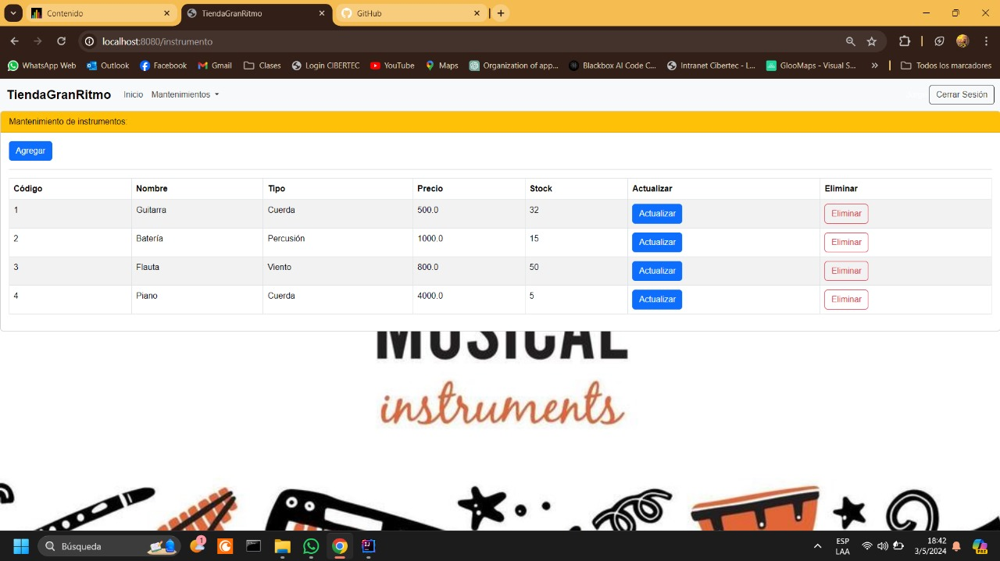 Contenido
TiendaGranRitmo
GitHub
localhost:8080/instrumento
WhatsApp Web Outlook Facebook Gmail Clases Login CIBERTEC YouTube Maps Organization of app... Blackbox AI Code C... Intranet Cibertec - L... GlooMaps - Visual S... » Todos los marcadores
TiendaGranRitmo Inicio Mantenimientos Cerrar Sesión
Mantenimiento de instrumentos:
Agregar
Código Nombre Tipo Precio Stock Actualizar Eliminar
1 Guitarra Cuerda 500.0 32 Actualizar Eliminar
2 Batería Percusión 1000.0 15 Actualizar Eliminar
3 Flauta Viento 800.0 50 Actualizar Eliminar
4 Piano Cuerda 4000.0 5 Actualizar Eliminar
MUSICAL
instruments
Búsqueda
1
ESP
LAA
18:42
3/5/2024
PRE